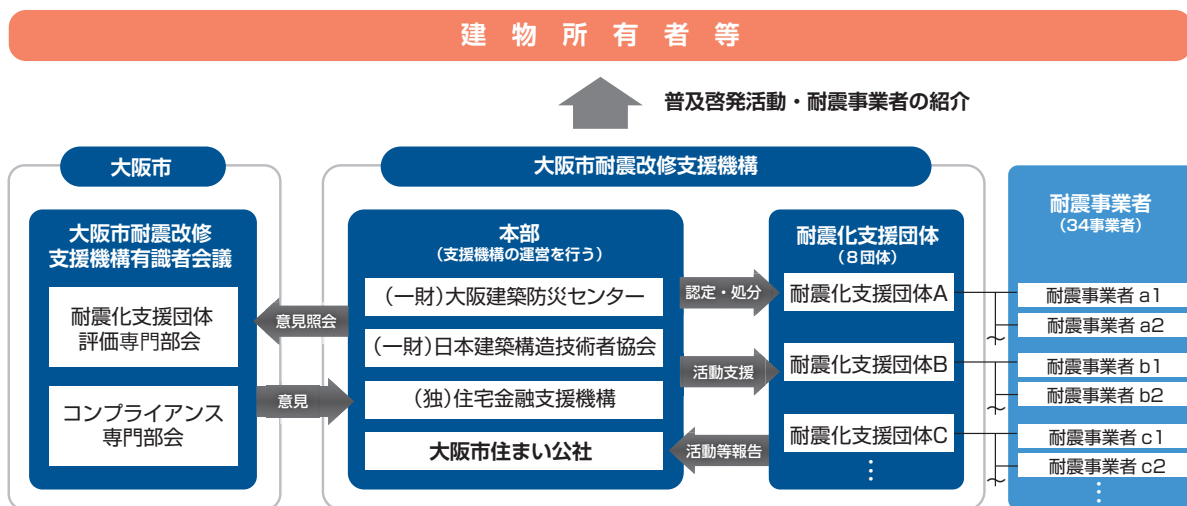 建物所有者等
普及啓発活動・耐震事業者の紹介
大阪市
大阪市耐震改修
支援機構有識者会議
耐震化支援団体
評価専門部会
コンプライアンス
専門部会
意見照会
意見
大阪市耐震改修支援機構
本部
(支援機構の運営を行う)
(一財)大阪建築防災センター
(一財)日本建築構造技術者協会
(独)住宅金融支援機構
大阪市住まい公社
認定・処分
活動支援
活動等報告
耐震化支援団体
(8団体)
耐震化支援団体A
耐震化支援団体B
耐震化支援団体C
⋮
耐震事業者
(34事業者)
耐震事業者 a1
耐震事業者 a2
耐震事業者 b1
耐震事業者 b2
耐震事業者 c1
耐震事業者 c2
⋮